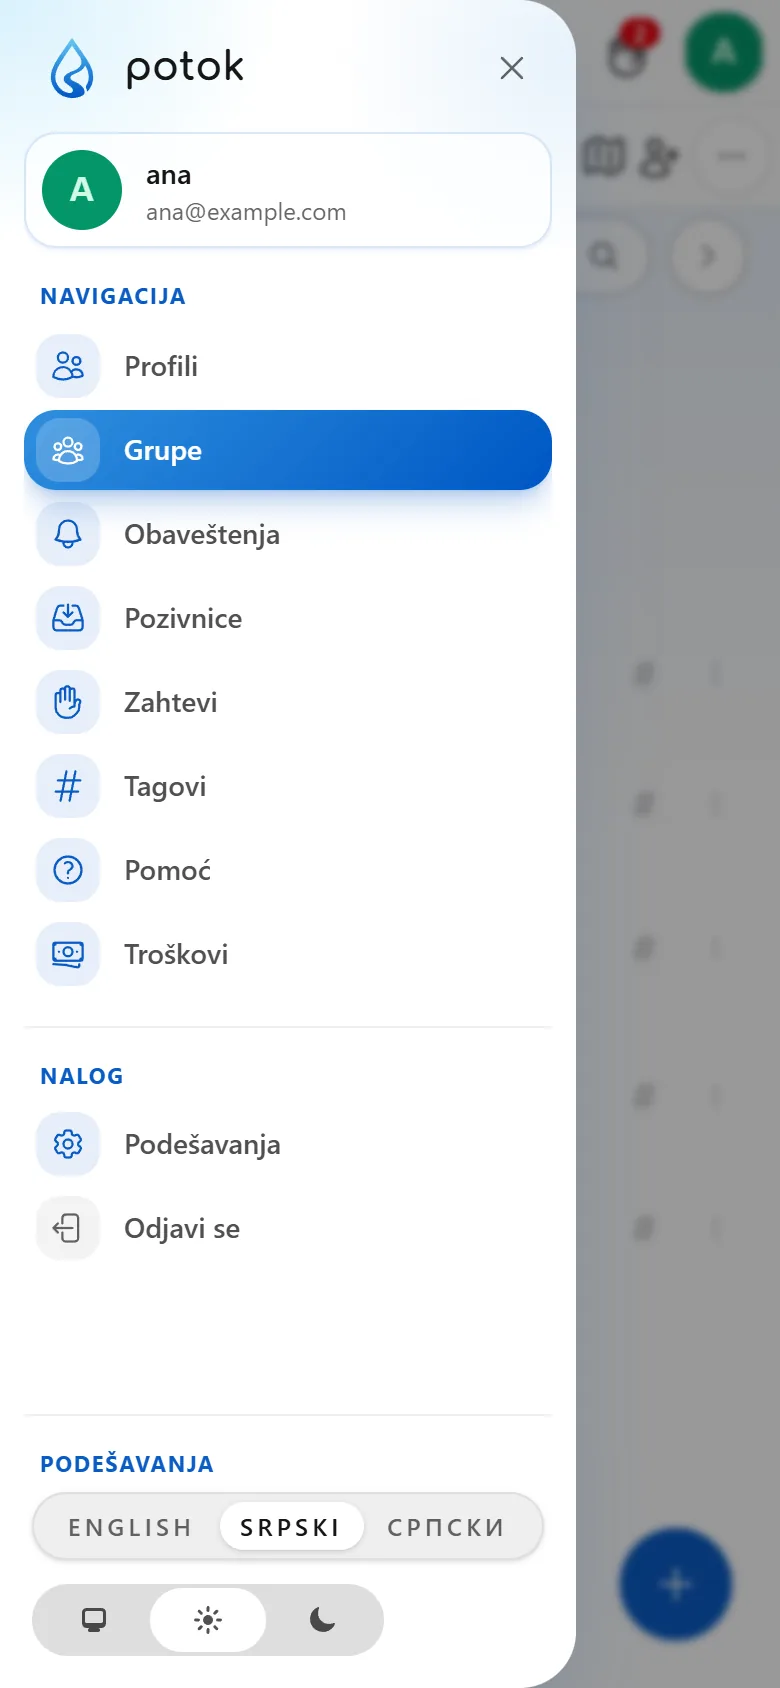 potok
A
A
ana
ana@example.com
NAVIGACIJA
Profili
Grupe
Obaveštenja
Pozivnice
Zahtevi
Tagovi
Pomoć
Troškovi
NALOG
Podešavanja
Odjavi se
PODEŠAVANJA
ENGLISH SRPSKI СРПСКИ